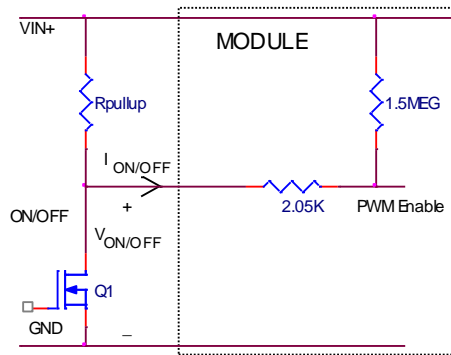 VIN+
MODULE
Rpullup
1.5MEG
I ON/OFF
+
2.05K
PWM Enable
ON/OFF
V ON/OFF
Q1
GND
_